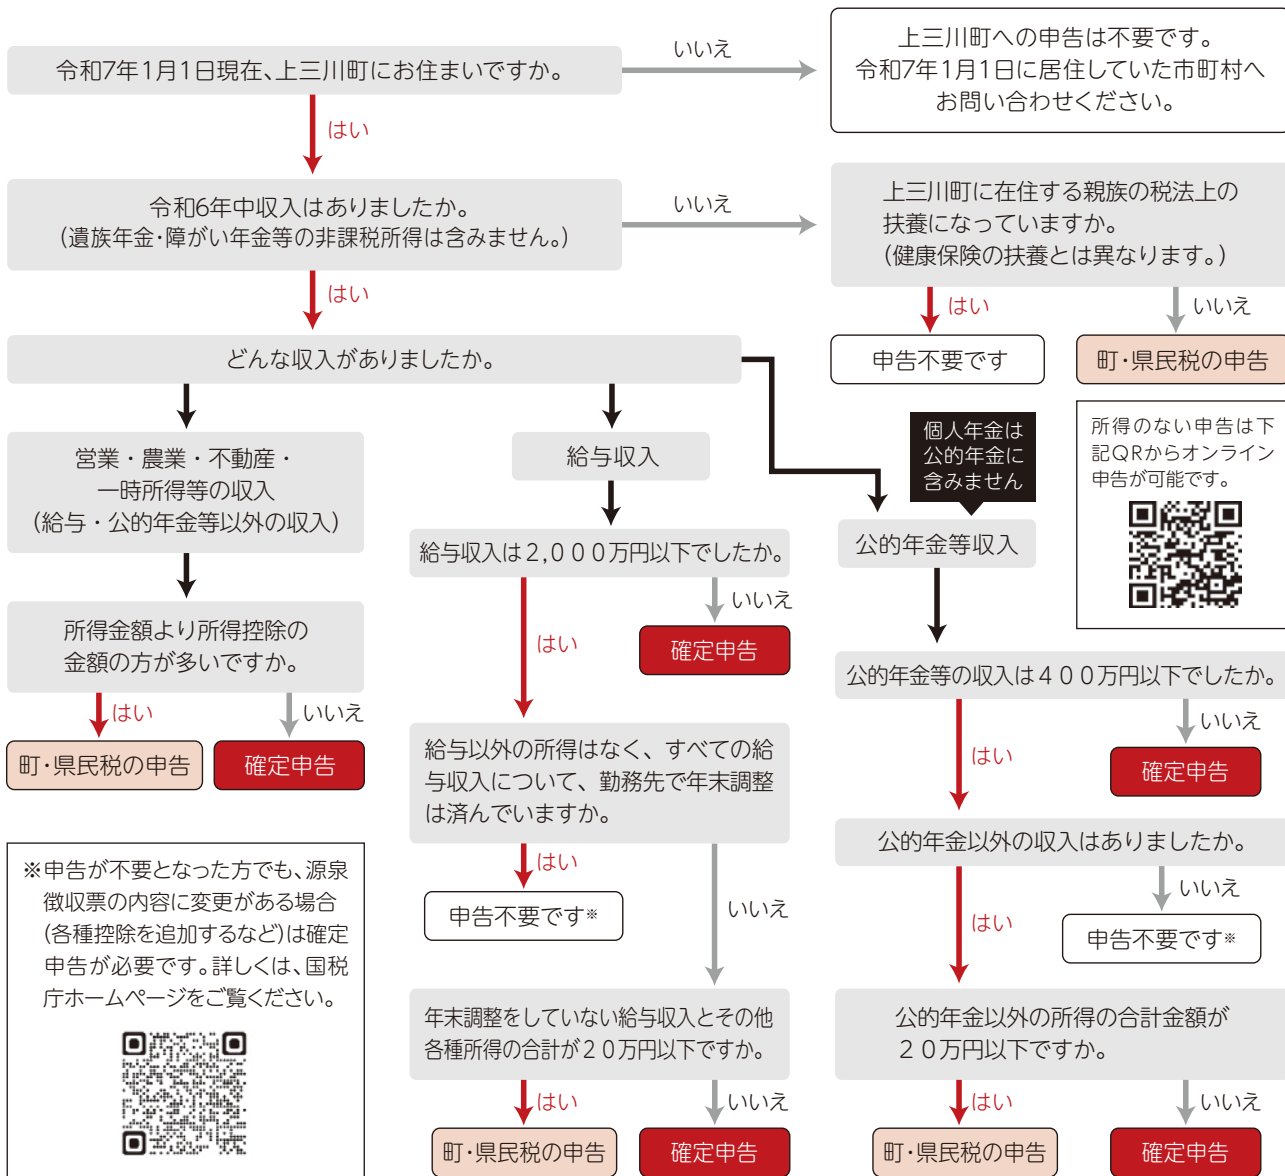 令和7年1月1日現在、上三川町にお住まいですか。
いいえ
上三川町への申告は不要です。
令和7年1月1日に居住していた市町村へ
お問い合わせください。
はい
令和6年中収入はありましたか。
(遺族年金・障がい年金等の非課税所得は含みません。)
いいえ
上三川町に在住する親族の税法上の
扶養になっていますか。
(健康保険の扶養とは異なります。)
はい
はい
いいえ
どんな収入がありましたか。
申告不要です
町・県民税の申告
所得のない申告は下
記QRからオンライン
申告が可能です。
営業・農業・不動産・
一時所得等の収入
(給与・公的年金等以外の収入)
所得金額より所得控除の
金額の方が多いですか。
はい
いいえ
町・県民税の申告
確定申告
給与収入
給与収入は2,000万円以下でしたか。
はい
いいえ
確定申告
給与以外の所得はなく、すべての給
与収入について、勤務先で年末調整
は済んでいますか。
はい
いいえ
申告不要です※
年末調整をしていない給与収入とその他
各種所得の合計が20万円以下ですか。
はい
いいえ
町・県民税の申告
確定申告
個人年金は
公的年金に
含みません
公的年金等収入
公的年金等の収入は400万円以下でしたか。
はい
いいえ
確定申告
公的年金以外の収入はありましたか。
はい
いいえ
申告不要です※
公的年金以外の所得の合計金額が
20万円以下ですか。
はい
いいえ
町・県民税の申告
確定申告
※申告が不要となった方でも、源泉
徴収票の内容に変更がある場合
(各種控除を追加するなど)は確定
申告が必要です。詳しくは、国税
庁ホームページをご覧ください。